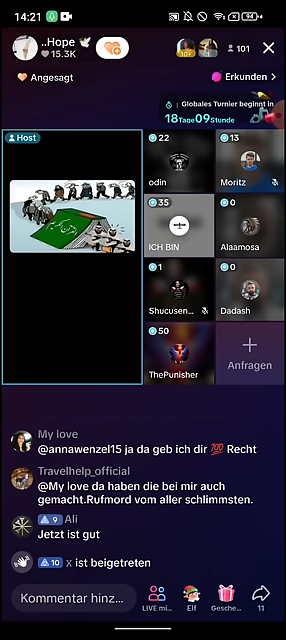 14:21
94
..Hope 🕊️
15.3K
10+
1
101
Angesagt
Erkunden >
Globales Turnier beginnt in
18Tage09Stunde
Host
22
odin
13
Moritz
35
ICH BIN
0
Alaamosa
1
Shucusen...
0
Dadash
50
ThePunisher
+
Anfragen
My love
@annawenzel15 ja da geb ich dir 💯 Recht
Travelhelp_official
@My love da haben die bei mir auch
gemacht.Rufmord vom aller schlimmsten.
9 Ali
Jetzt ist gut
10 x ist beigetreten
Kommentar hinz...
LIVE mi...
Elf
Gesche...
11